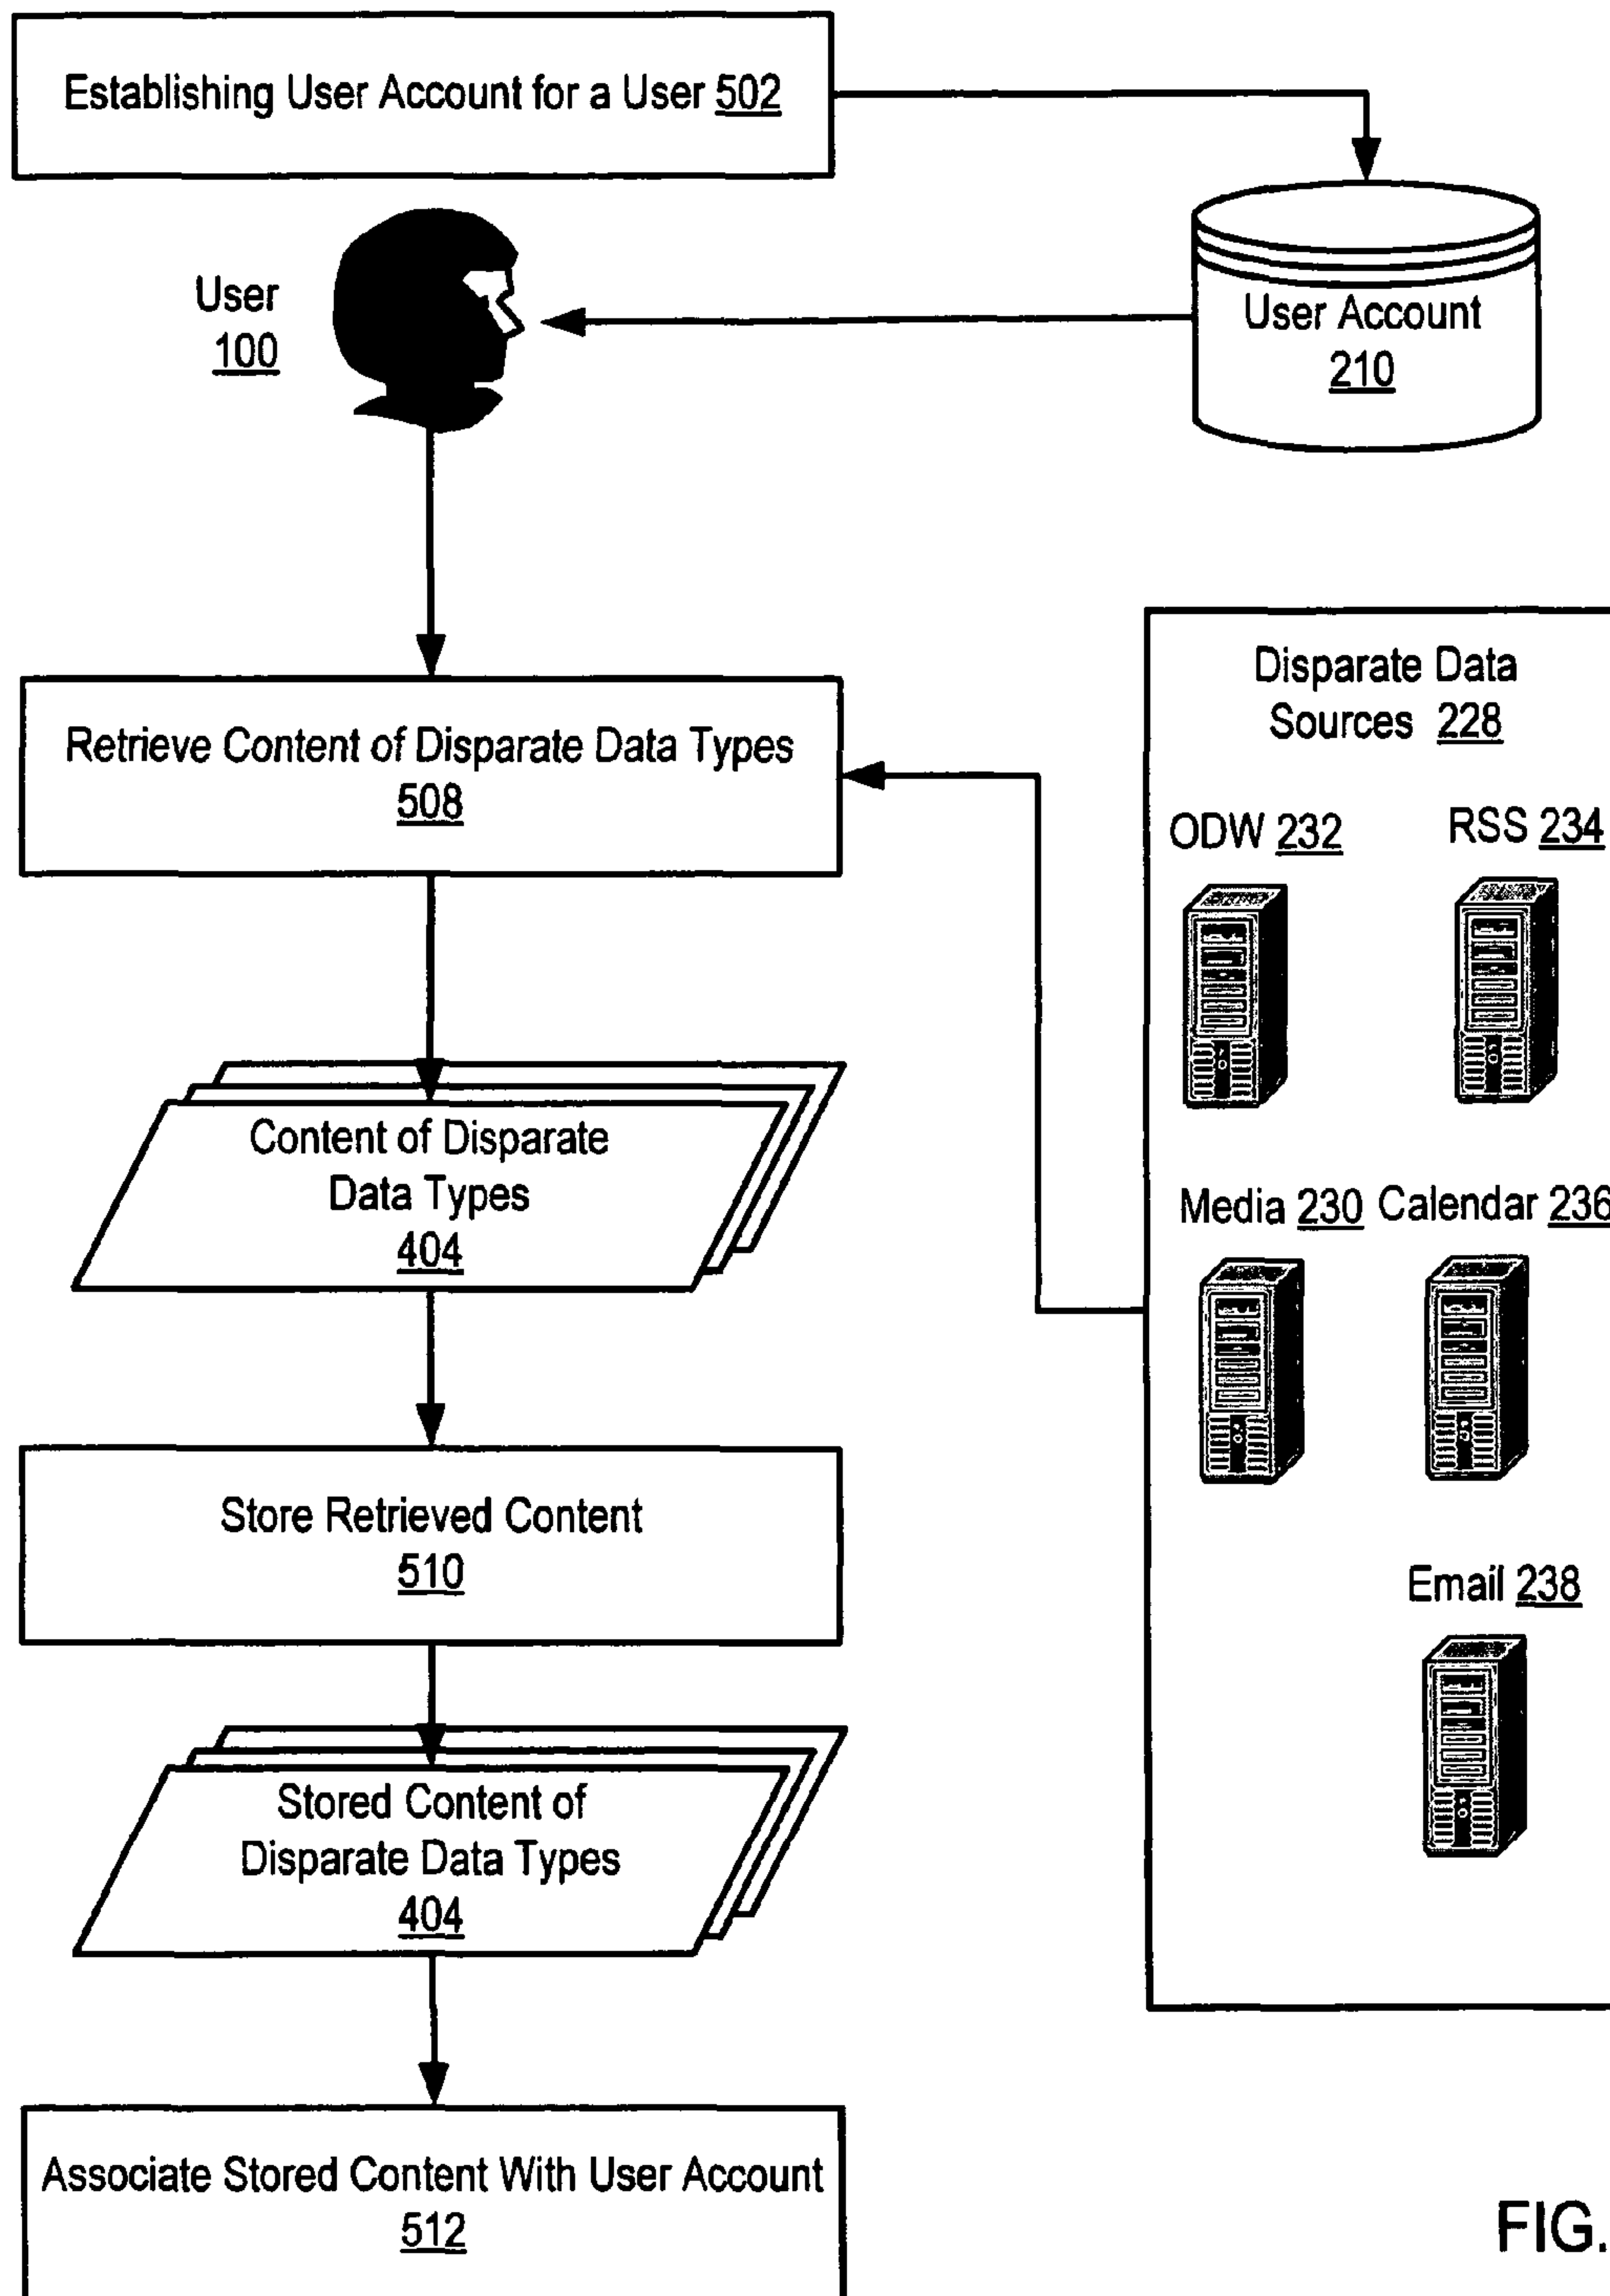 Establishing User Account for a User 502
User
100
User Account
210
Disparate Data
Sources 228
Retrieve Content of Disparate Data Types
508
ODW 232
RSS 234
Content of Disparate
Data Types
404
Media 230
Calendar 236
Store Retrieved Content
510
Email 238
Stored Content of
Disparate Data Types
404
Associate Stored Content With User Account
512
FIG.